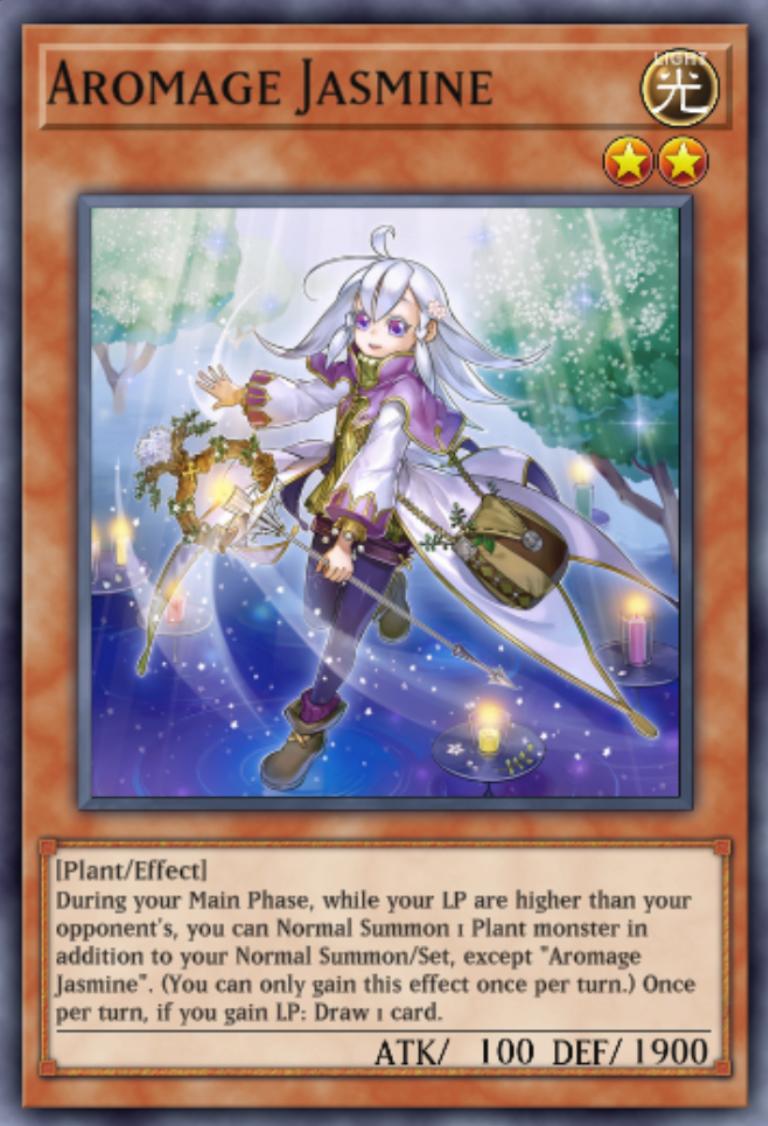 AROMAGE JASMINE
LIGHT
光
[Plant/Effect]
During your Main Phase, while your LP are higher than your
opponent's, you can Normal Summon 1 Plant monster in
addition to your Normal Summon/Set, except "Aromage
Jasmine". (You can only gain this effect once per turn.) Once
per turn, if you gain LP: Draw 1 card.
ATK/ 100 DEF/ 1900